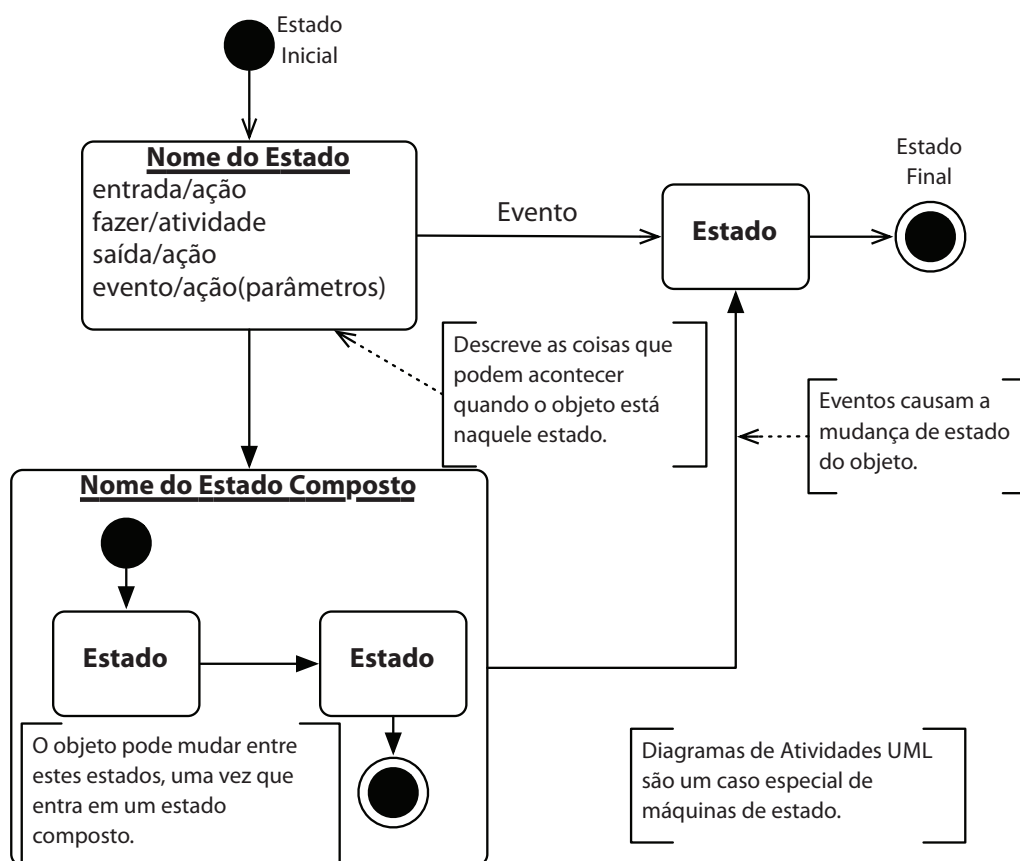 Estado
Inicial
Nome do Estado
entrada/ação
fazer/atividade
saída/ação
evento/ação(parâmetros)
Evento
Estado
Estado
Final
Descreve as coisas que
podem acontecer
quando o objeto está
naquele estado.
Eventos causam a
mudança de estado
do objeto.
Nome do Estado Composto
Estado
Estado
O objeto pode mudar entre
estes estados, uma vez que
entra em um estado
composto.
Diagramas de Atividades UML
são um caso especial de
máquinas de estado.